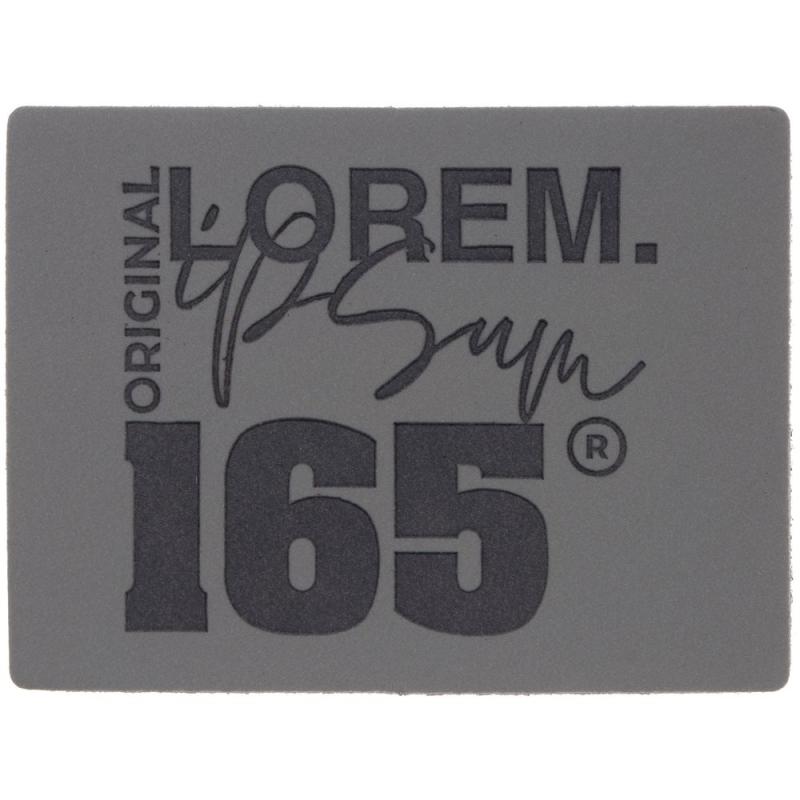 ORIGINAL
LOREM.
ipsum
165
®